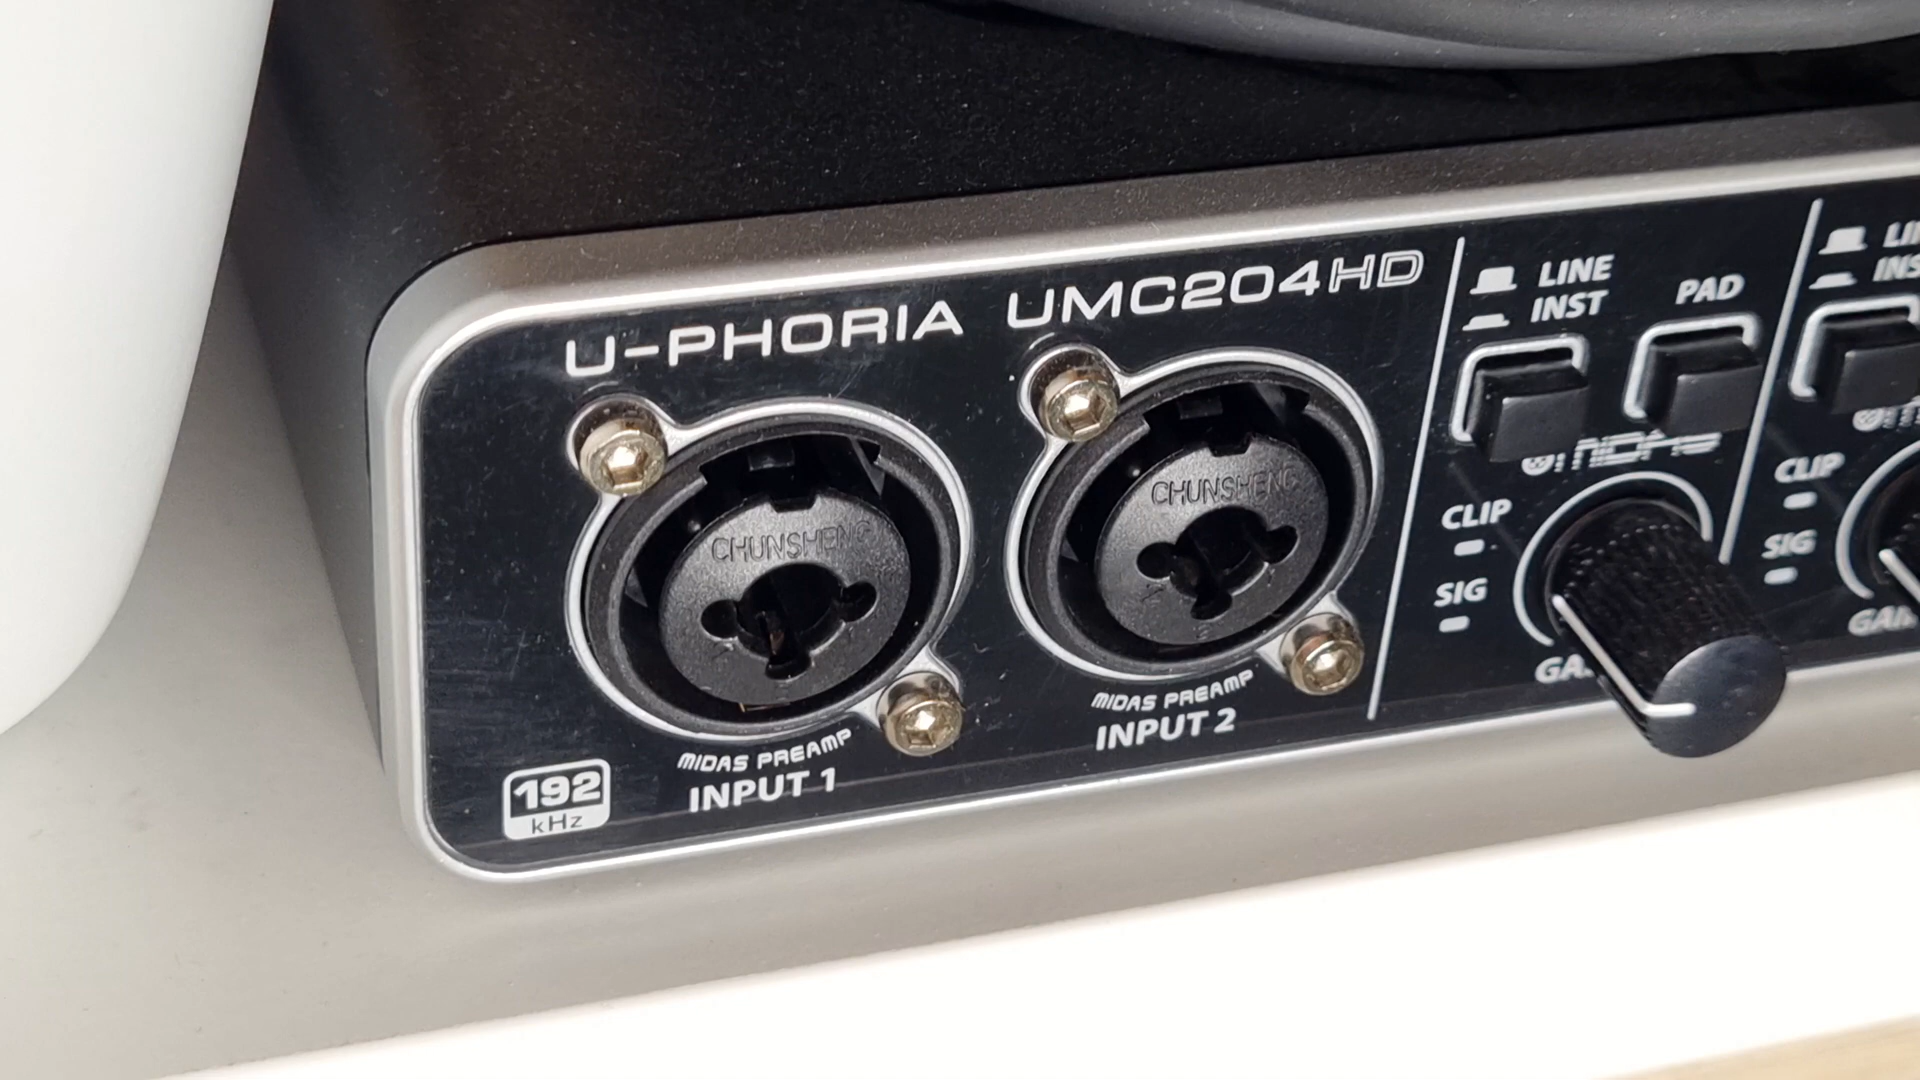 U-PHORIA UMC204HD
LINE
INST
PAD
CHUNSHENG
CHUNSHENG
CLIP
SIG
CLIP
SIG
MIDAS PREAMP
INPUT 1
MIDAS PREAMP
INPUT 2
192
kHz